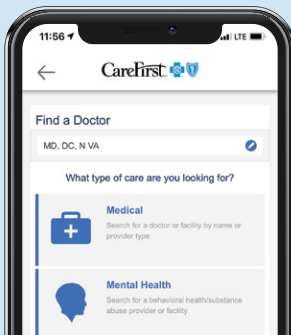 11:56
LTE
CareFirst
Find a Doctor
MD, DC, N VA
What type of care are you looking for?
Medical
Search for a doctor or facility by name or
provider type
Mental Health
Search for a behavioral health/substance
abuse provider or facility